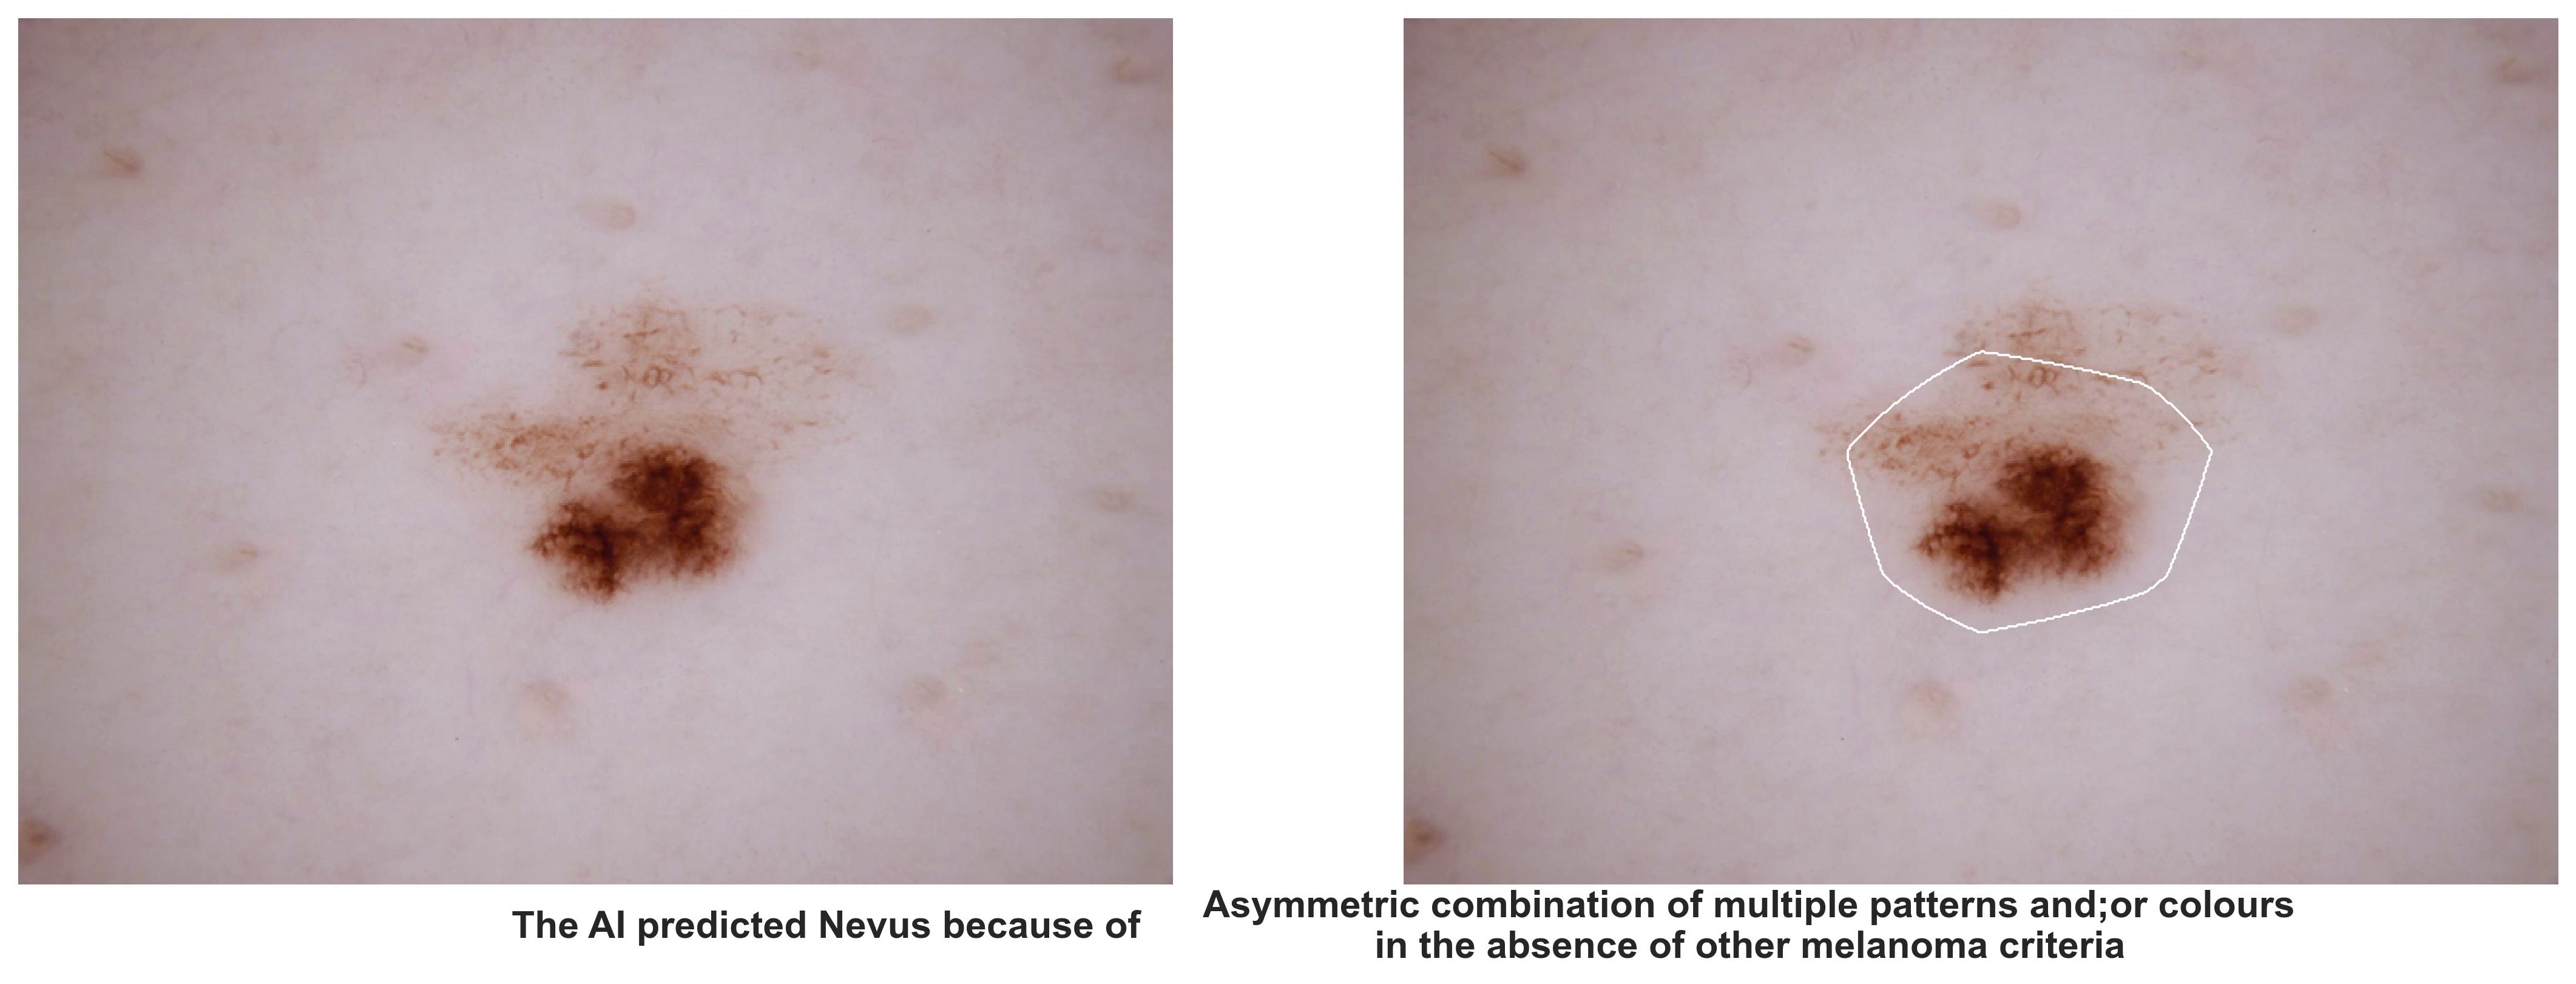 The AI predicted Nevus because of
Asymmetric combination of multiple patterns and;or colours
in the absence of other melanoma criteria